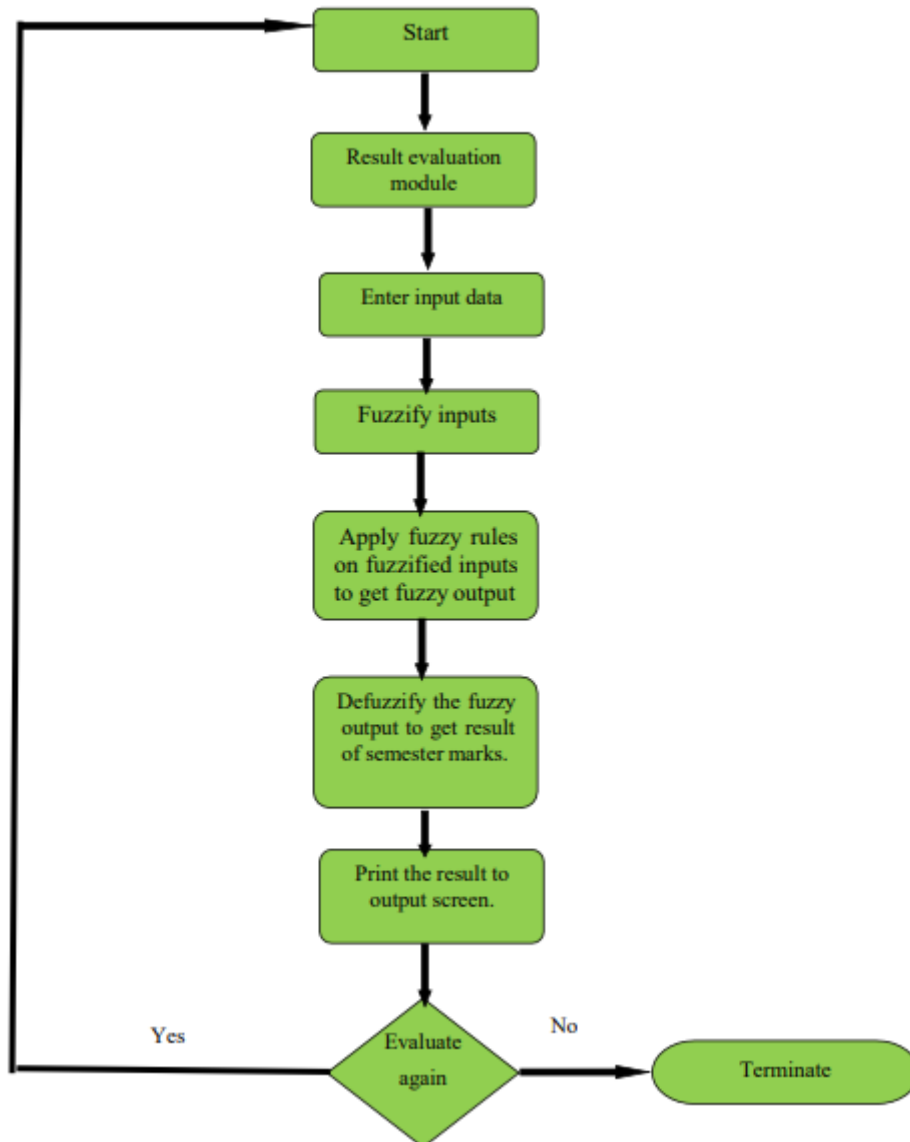 Start
Result evaluation
module
Enter input data
Fuzzify inputs
Apply fuzzy rules
on fuzzified inputs
to get fuzzy output
Defuzzify the fuzzy
output to get result
of semester marks.
Print the result to
output screen.
Yes
No
Evaluate
again
Terminate